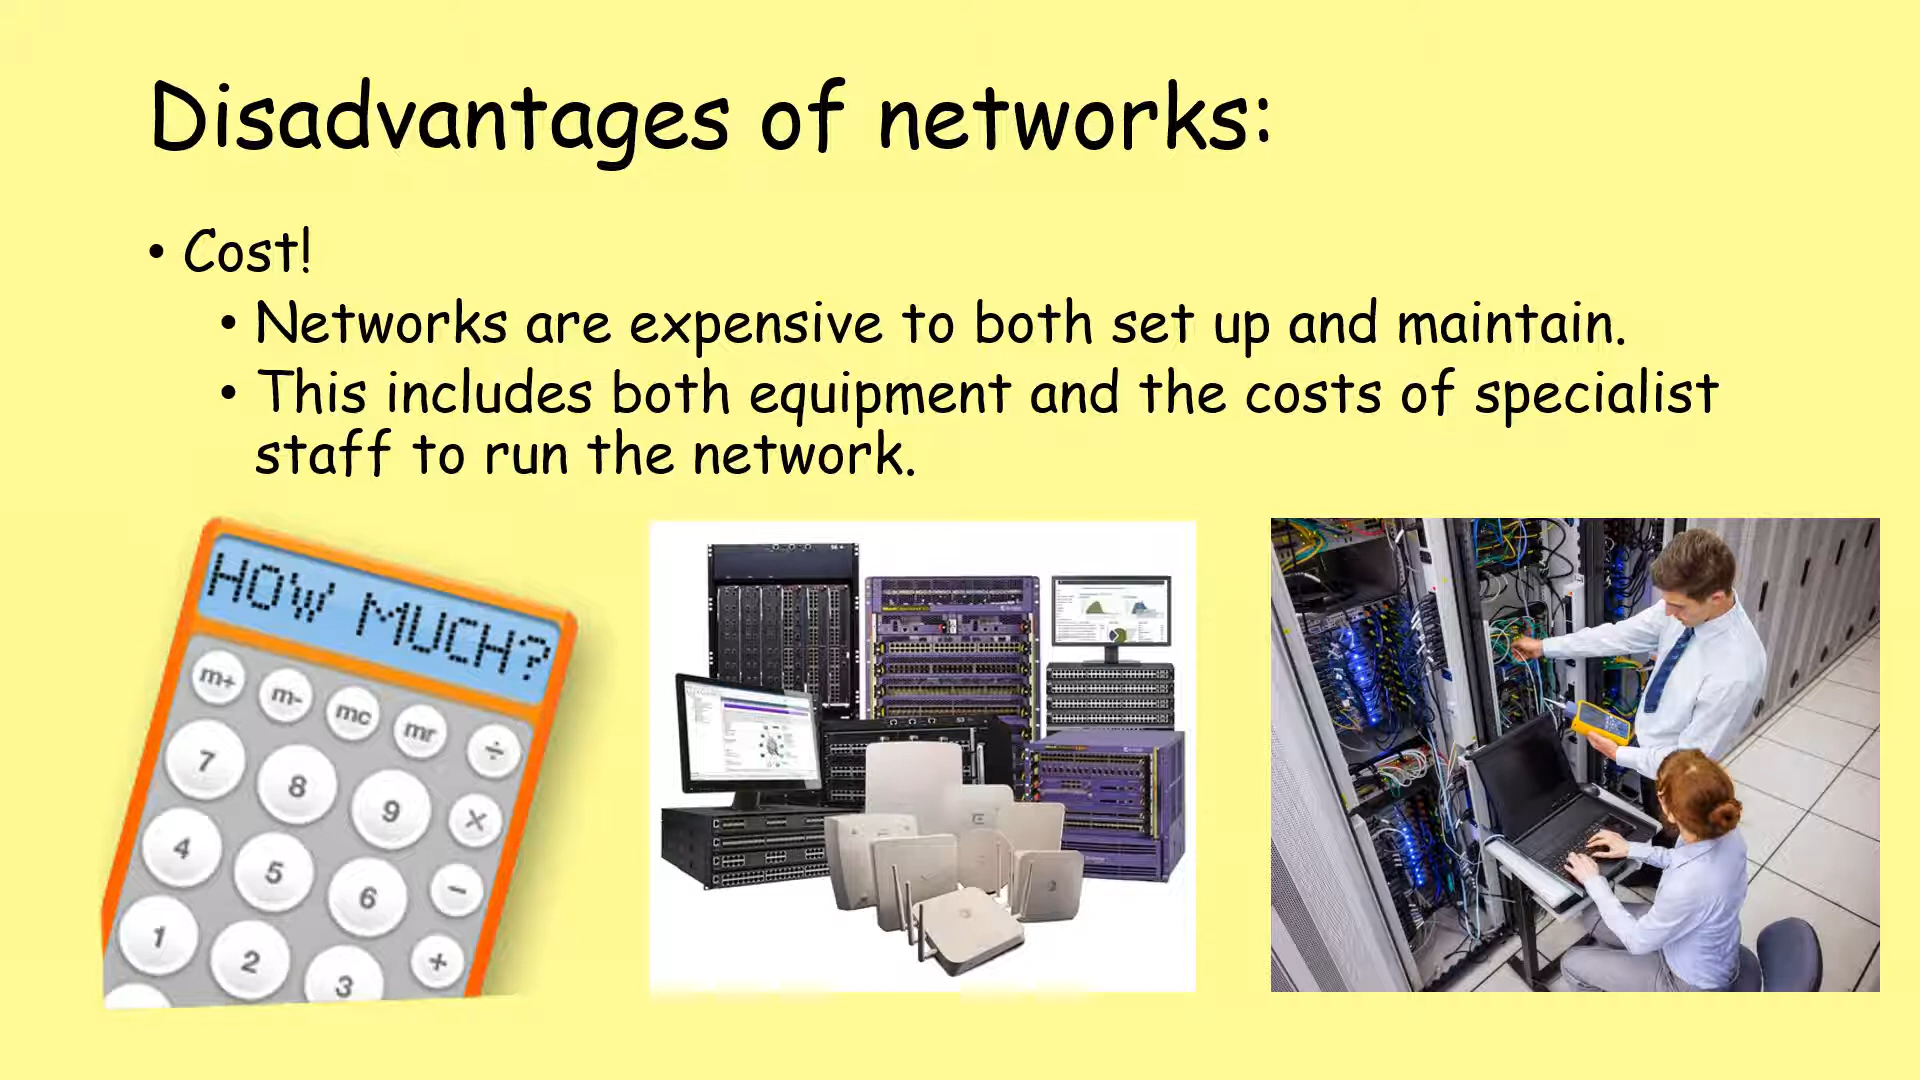 Disadvantages of networks:
• Cost!
• Networks are expensive to both set up and maintain.
• This includes both equipment and the costs of specialist
staff to run the network.
HOW MUCH?
m+ m- mc mr ÷
7 8 9 ×
4 5 6 −
1 2 3 +